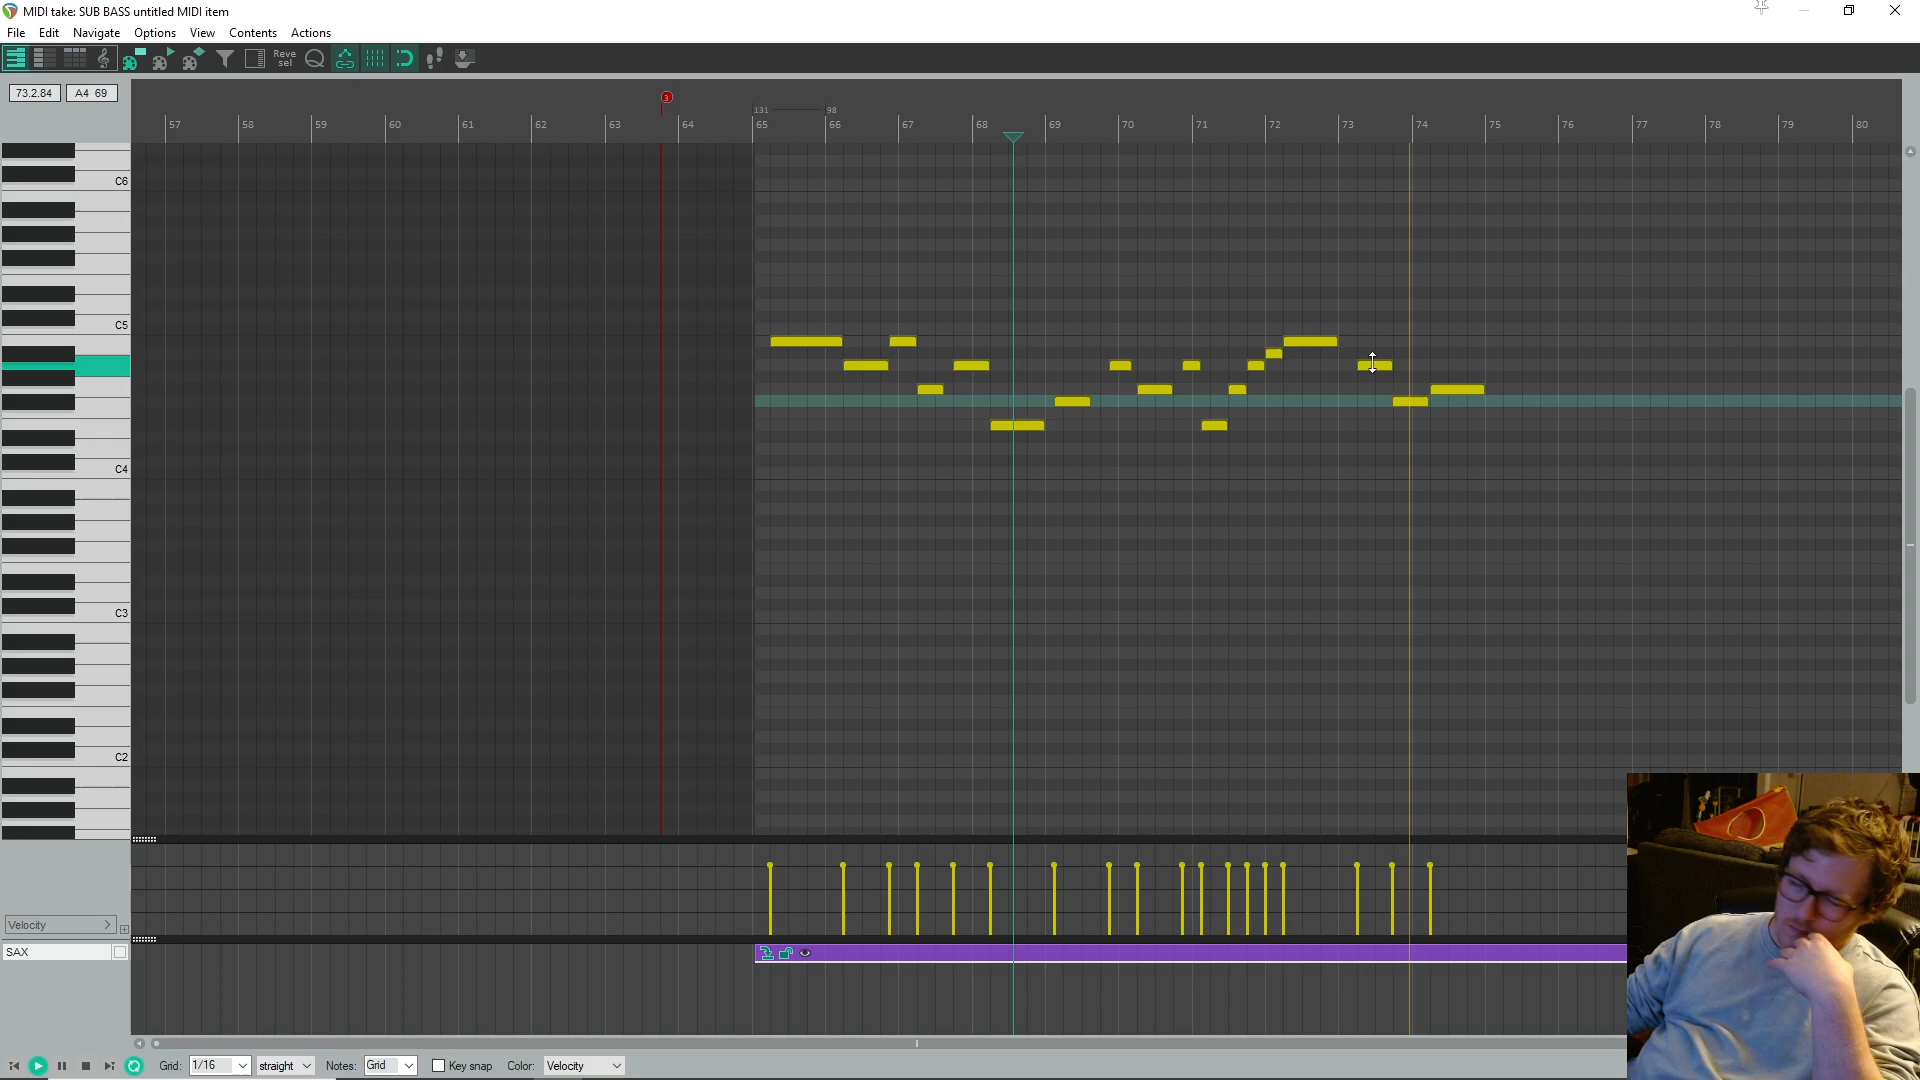 MIDI take: SUB BASS untitled MIDI item
File Edit Navigate Options View Contents Actions
Reve
sel
73.2.84 A4 69
3
131 98
57 58 59 60 61 62 63 64 65 66 67 68 69 70 71 72 73 74 75 76 77 78 79 80
C6
C5
C4
C3
C2
Velocity
SAX
Grid: 1/16 straight Notes: Grid Key snap Color: Velocity